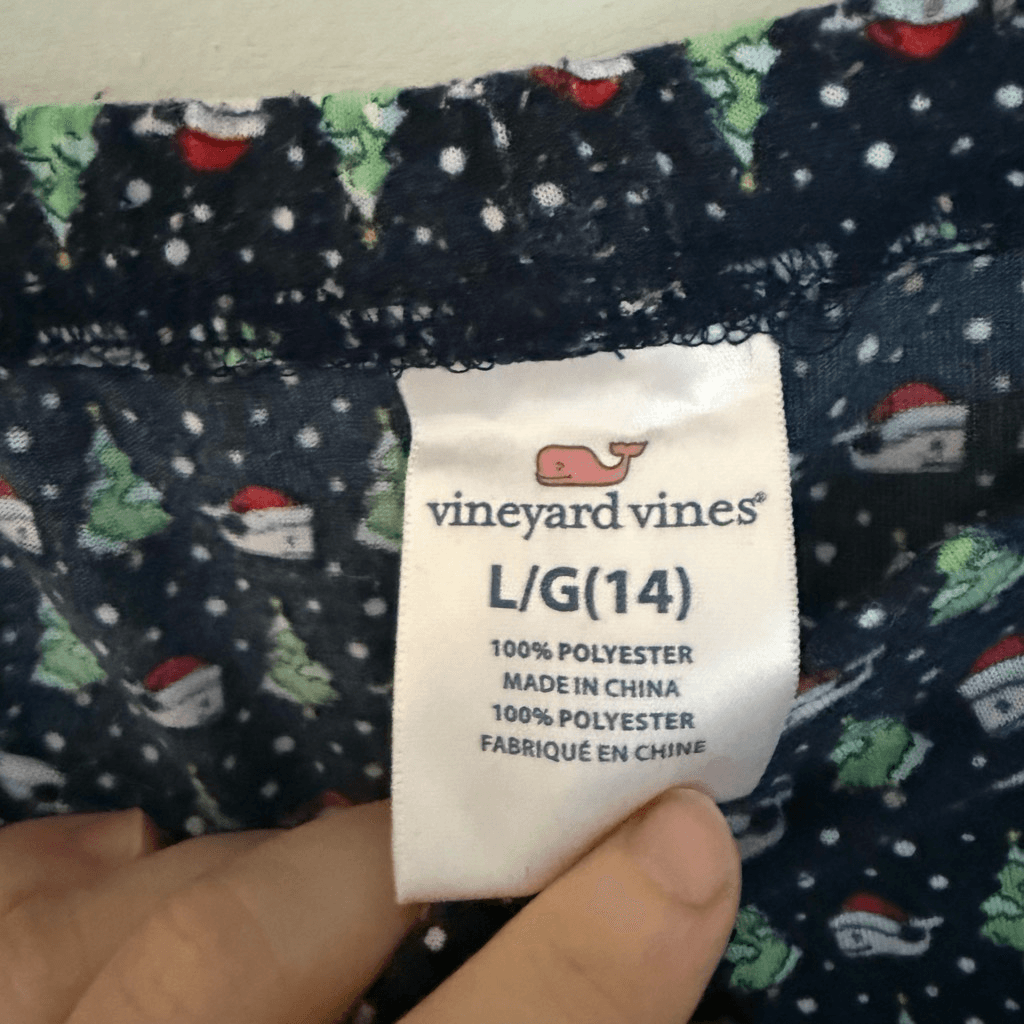 vineyard vines®
L/G(14)
100% POLYESTER
MADE IN CHINA
100% POLYESTER
FABRIQUÉ EN CHINE